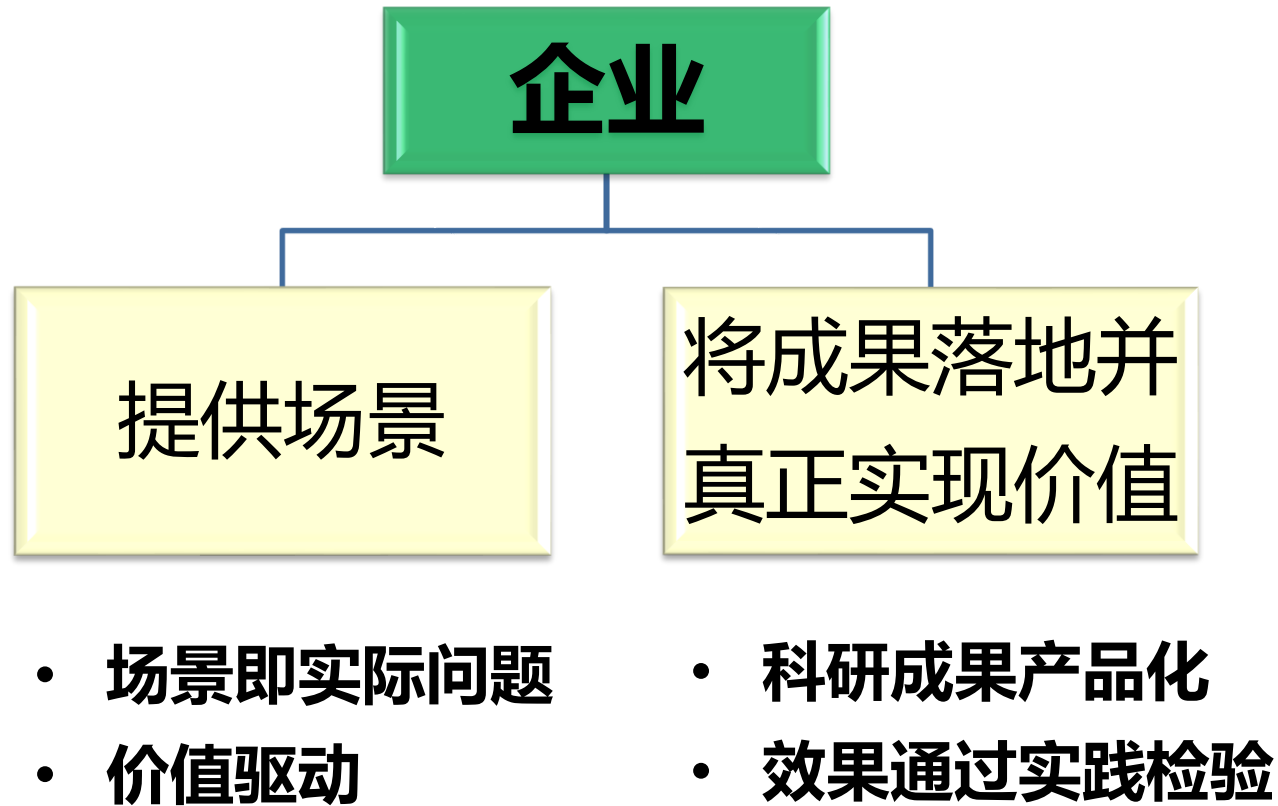 企业
提供场景
将成果落地并
真正实现价值
• 场景即实际问题
• 价值驱动
• 科研成果产品化
• 效果通过实践检验